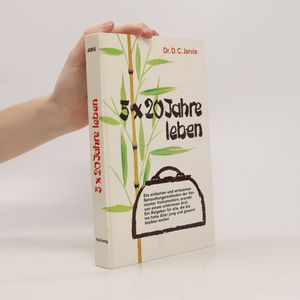 Dr. D. C. Jarvis
5 x 20 Jahre
leben
Die einfachen und wirksamen
Behandlungsmethoden der Ver-
monter Volksmedizin, erprobt
von einem erfahrenen Arzt.
Ein Ratgeber für alle, die bis
ins hohe Alter jung und gesund
bleiben wollen
JARVIS
5 x 20 Jahre leben
Hallwag